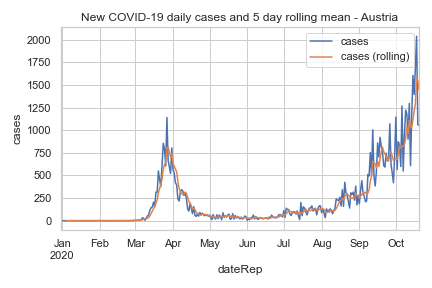 New COVID-19 daily cases and 5 day rolling mean - Austria
cases
cases (rolling)
2000
1750
1500
1250
1000
750
500
250
0
cases
Jan Feb Mar Apr May Jun Jul Aug Sep Oct
2020
dateRep